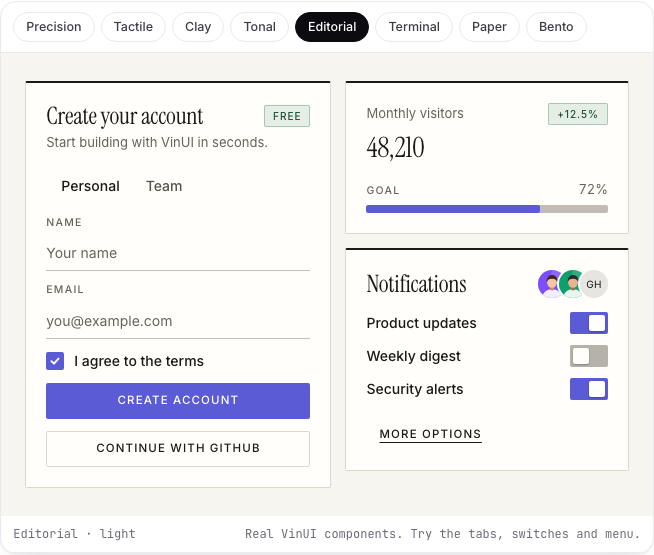 Precision
Tactile
Clay
Tonal
Editorial
Terminal
Paper
Bento
Create your account
FREE
Start building with VinUI in seconds.
Personal
Team
NAME
Your name
EMAIL
you@example.com
I agree to the terms
CREATE ACCOUNT
CONTINUE WITH GITHUB
Monthly visitors
+12.5%
48,210
GOAL
72%
Notifications
GH
Product updates
Weekly digest
Security alerts
MORE OPTIONS
Editorial · light
Real VinUI components. Try the tabs, switches and menu.